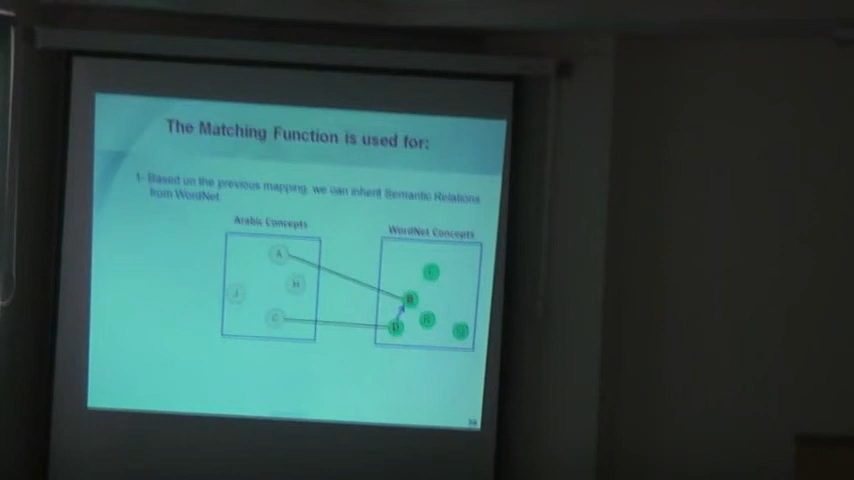 The Matching Function is used for:
1- Based on the previous mapping, we can inherit Semantic Relations
from WordNet
Arabic Concepts
WordNet Concepts
A
H
J
C
B
D
R